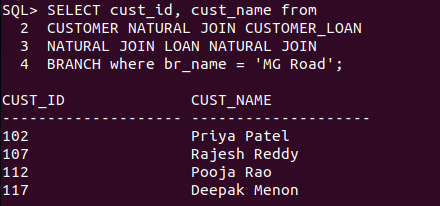 SQL> SELECT cust_id, cust_name from
  2  CUSTOMER NATURAL JOIN CUSTOMER_LOAN
  3  NATURAL JOIN LOAN NATURAL JOIN
  4  BRANCH where br_name = 'MG Road';
CUST_ID              CUST_NAME
-------------------- --------------------
102                  Priya Patel
107                  Rajesh Reddy
112                  Pooja Rao
117                  Deepak Menon